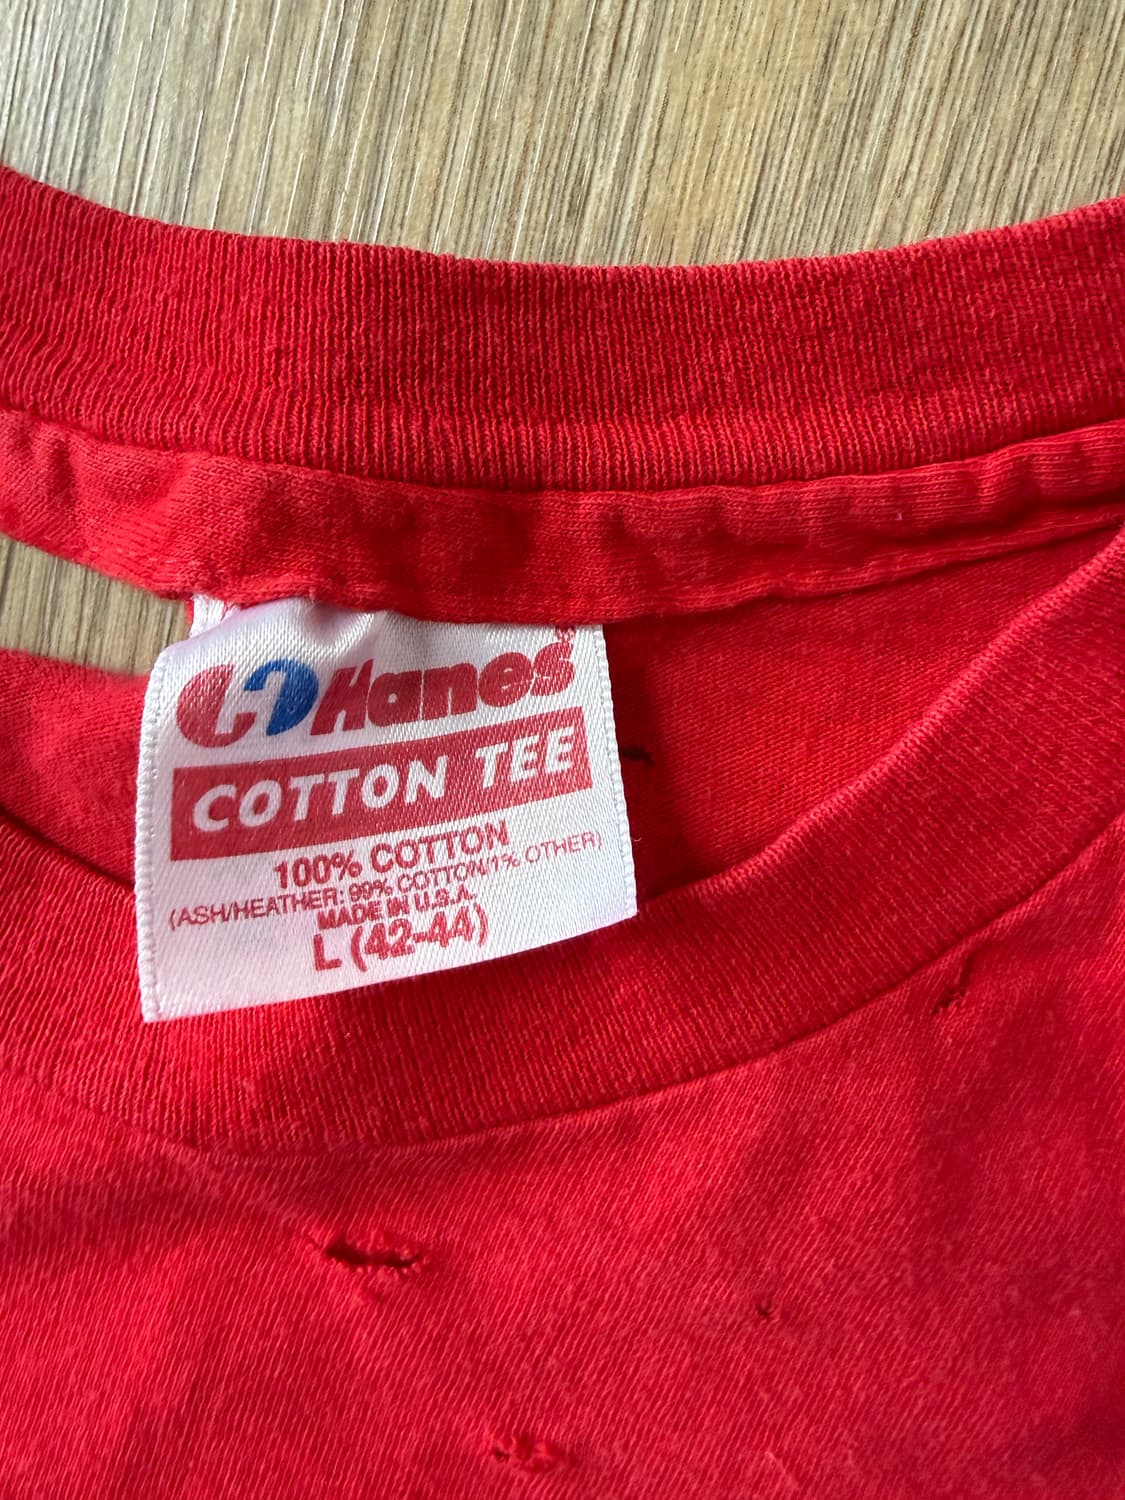 Hanes
COTTON TEE
100% COTTON
(ASH/HEATHER: 99% COTTON/1% OTHER)
MADE IN U.S.A.
L (42-44)